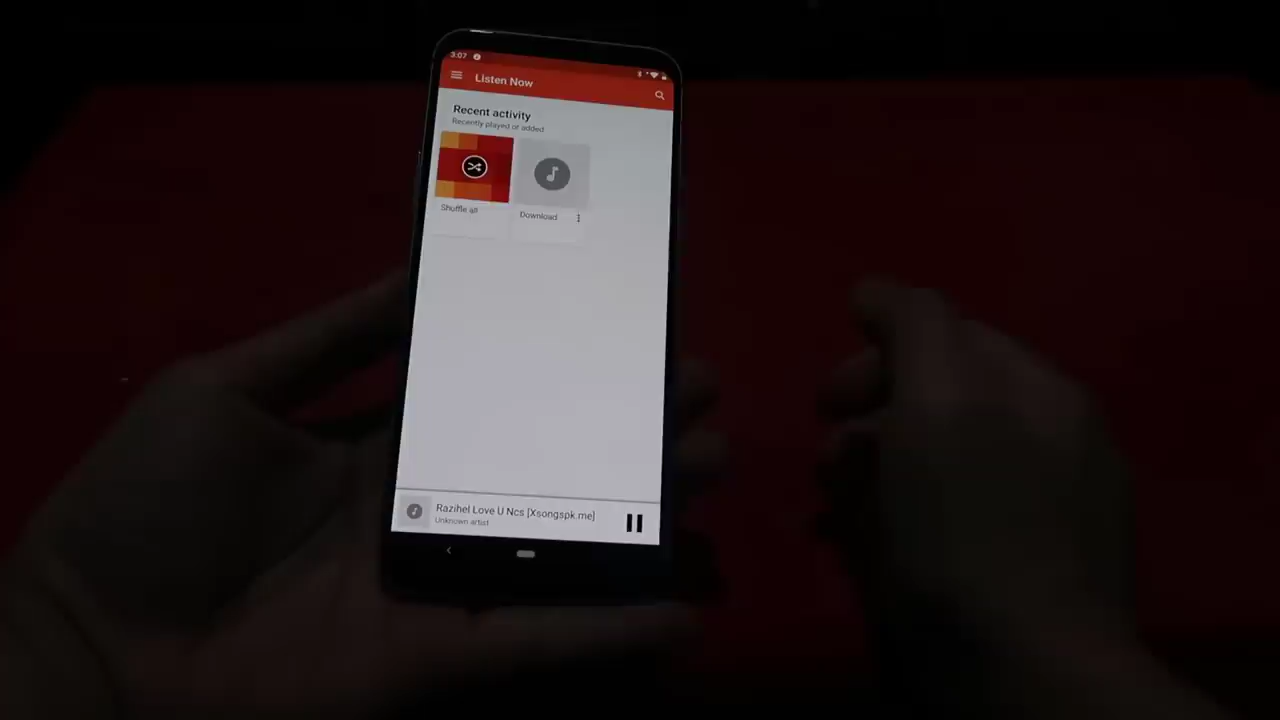 3:07
Listen Now
Recent activity
Recently played or added
Shuffle all
Download
Razihel Love U Ncs [Xsongspk.me]
Unknown artist